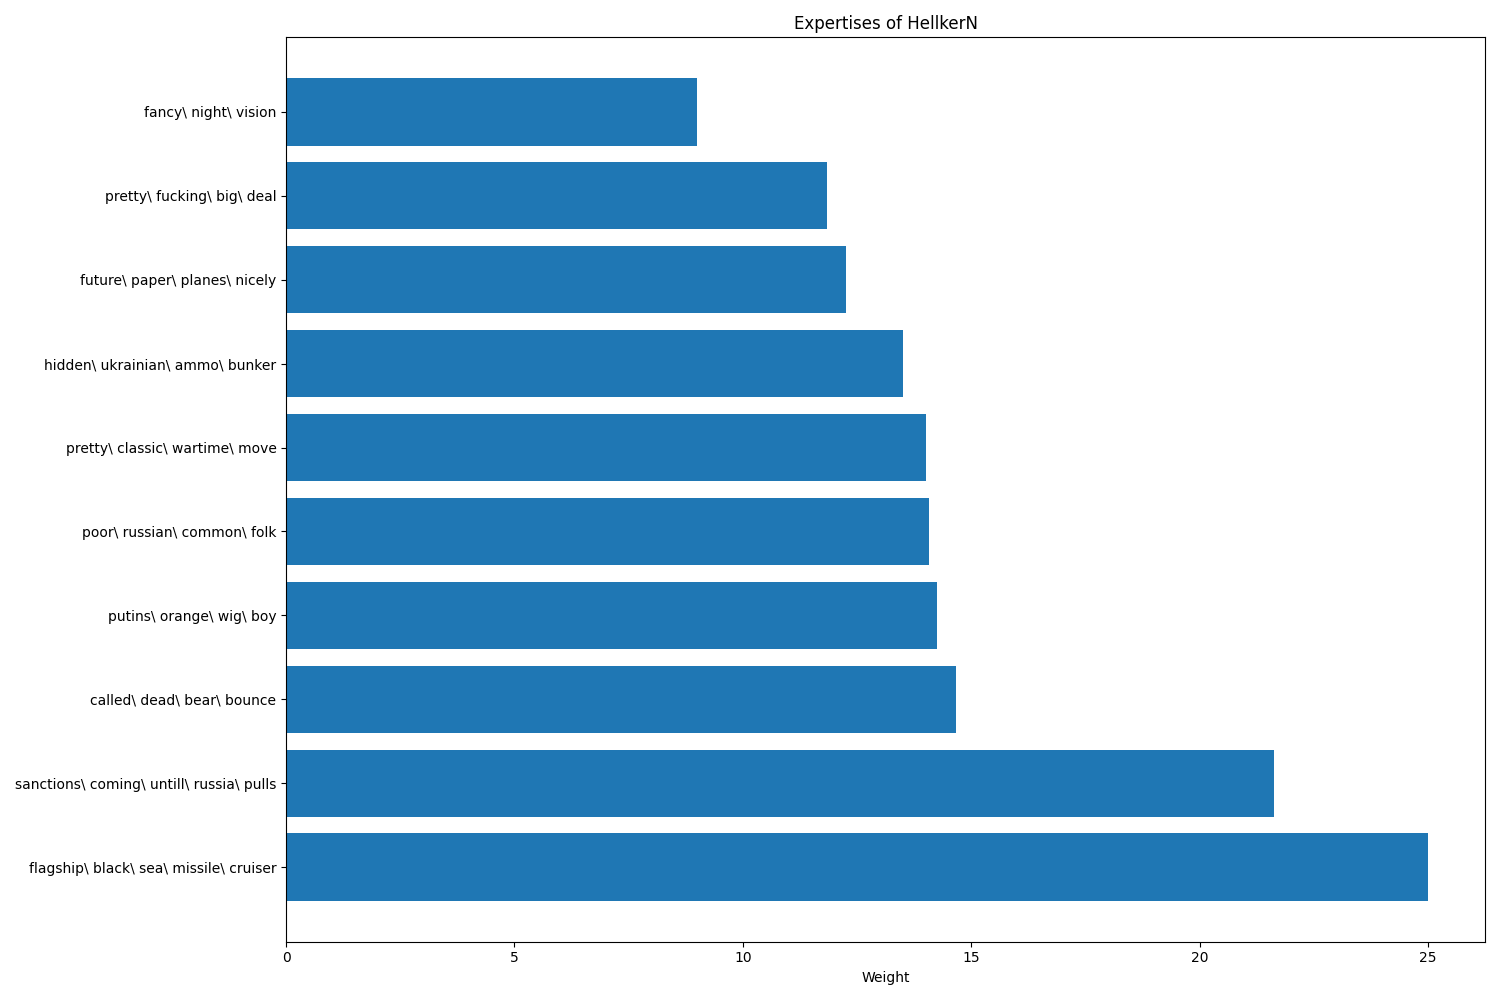 Expertises of HellkerN
fancy\ night\ vision
pretty\ fucking\ big\ deal
future\ paper\ planes\ nicely
hidden\ ukrainian\ ammo\ bunker
pretty\ classic\ wartime\ move
poor\ russian\ common\ folk
putins\ orange\ wig\ boy
called\ dead\ bear\ bounce
sanctions\ coming\ untill\ russia\ pulls
flagship\ black\ sea\ missile\ cruiser
0 5 10 15 20 25
Weight